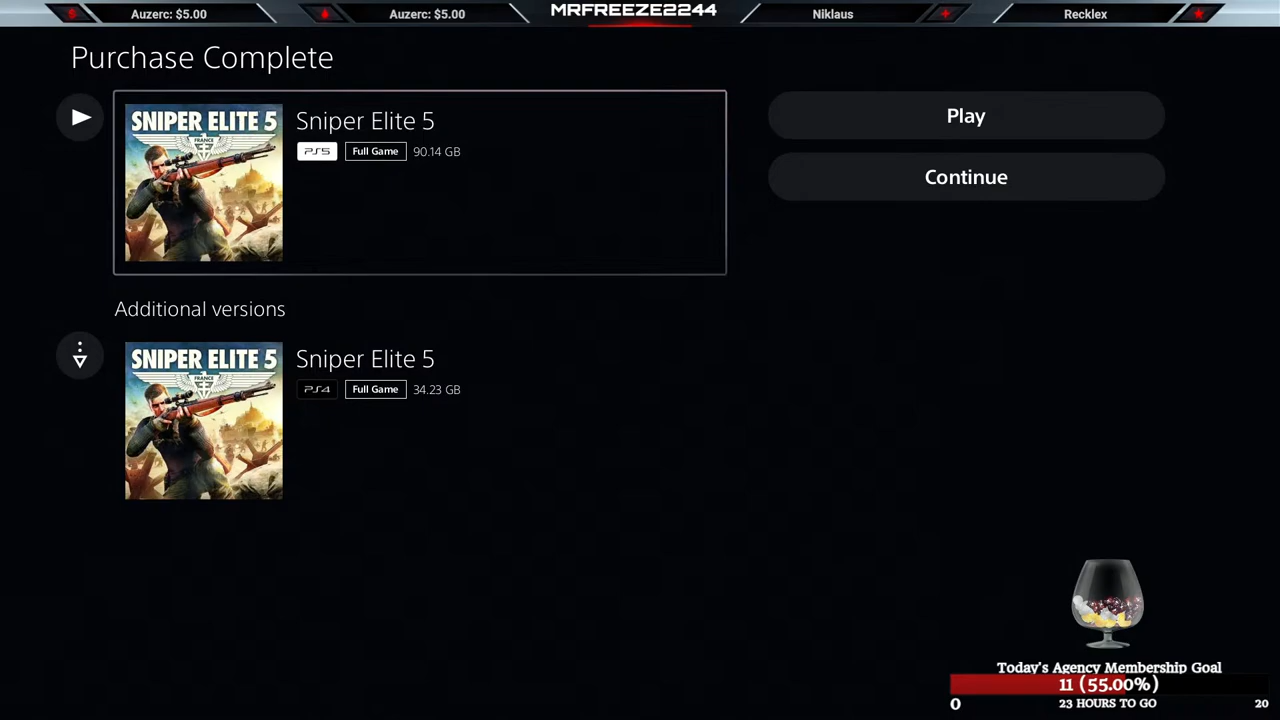 Auzerc: $5.00
Auzerc: $5.00
MRFREEZE2244
Niklaus
Recklex
Purchase Complete
SNIPER ELITE 5
FRANCE
Sniper Elite 5
PS5 Full Game 90.14 GB
Play
Continue
Additional versions
SNIPER ELITE 5
FRANCE
Sniper Elite 5
PS4 Full Game 34.23 GB
Today's Agency Membership Goal
11 (55.00%)
0 23 HOURS TO GO 20